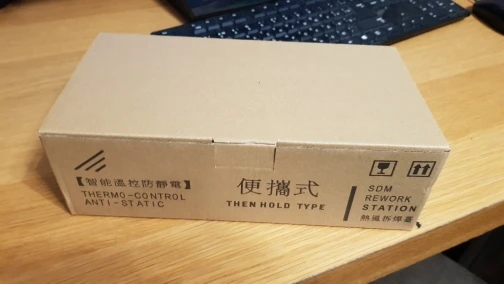 【智能溫控防靜電】
THERMO-CONTROL
ANTI-STATIC
便攜式
THEN HOLD TYPE
SDM
REWORK
STATION
熱風拆焊臺